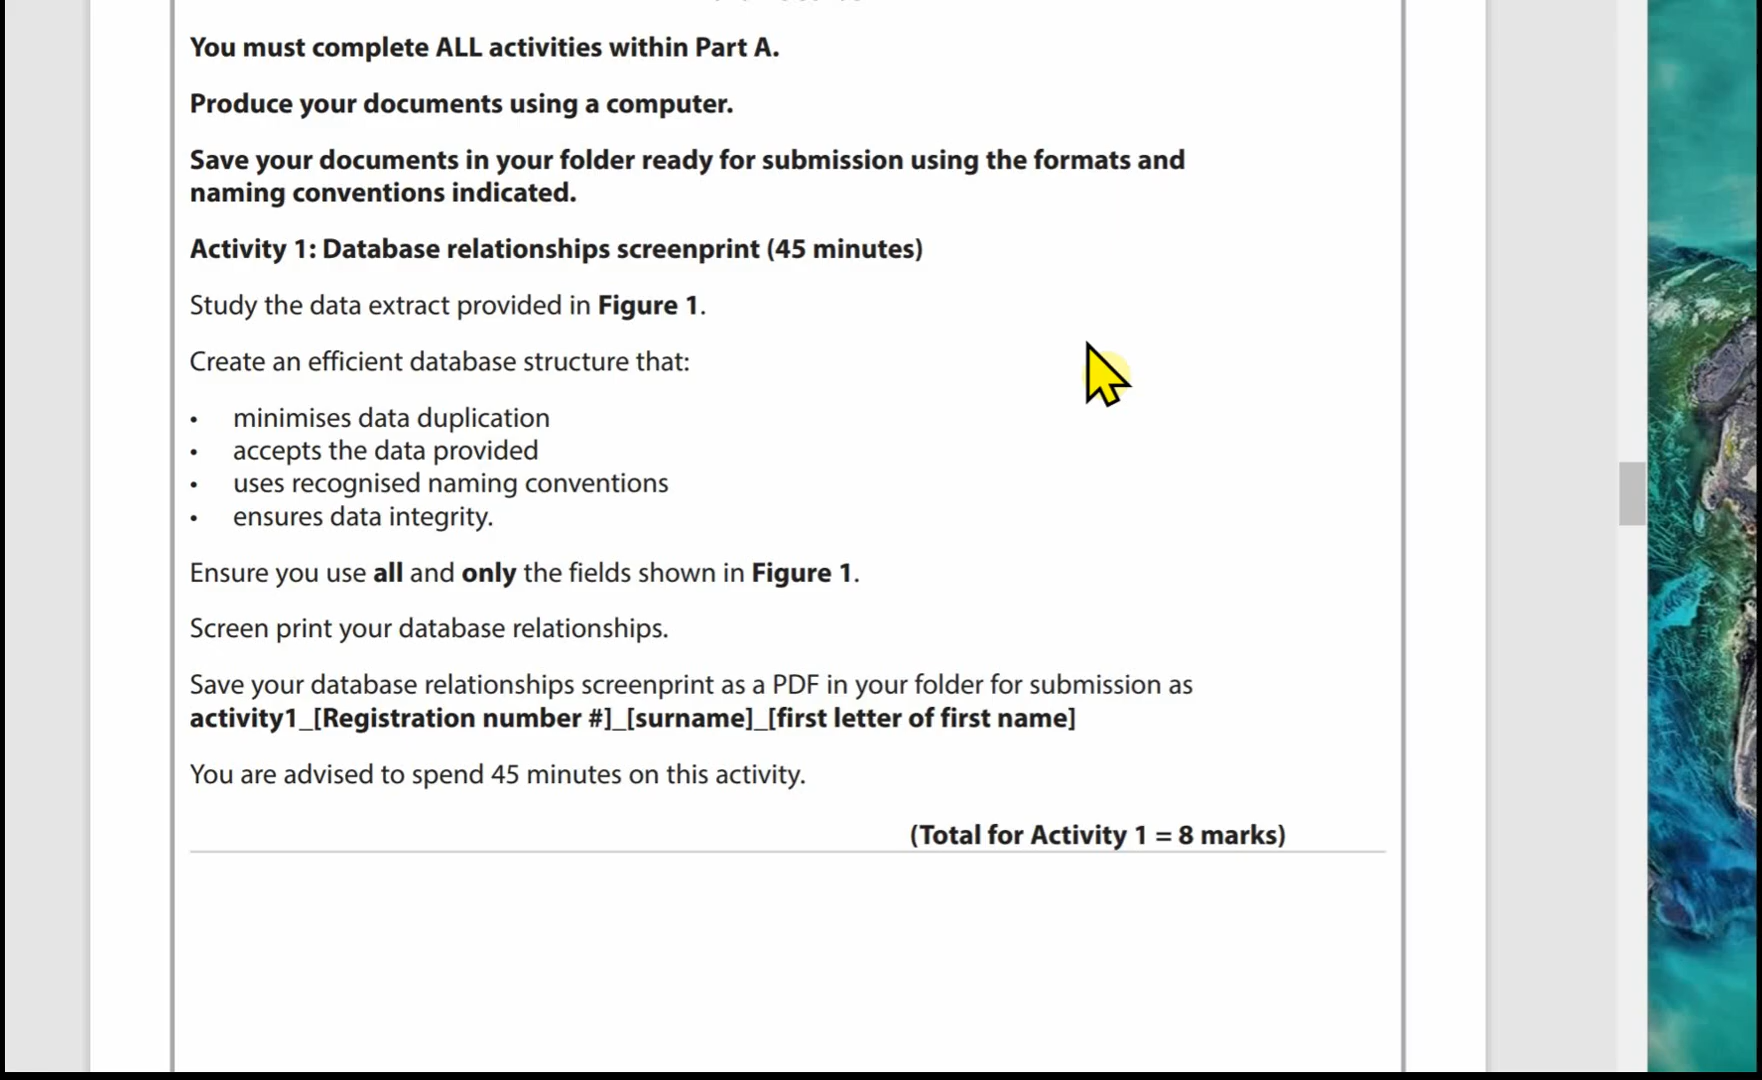 You must complete ALL activities within Part A.
Produce your documents using a computer.
Save your documents in your folder ready for submission using the formats and
naming conventions indicated.
Activity 1: Database relationships screenprint (45 minutes)
Study the data extract provided in Figure 1.
Create an efficient database structure that:
• minimises data duplication
• accepts the data provided
• uses recognised naming conventions
• ensures data integrity.
Ensure you use all and only the fields shown in Figure 1.
Screen print your database relationships.
Save your database relationships screenprint as a PDF in your folder for submission as
activity1_[Registration number #]_[surname]_[first letter of first name]
You are advised to spend 45 minutes on this activity.
(Total for Activity 1 = 8 marks)